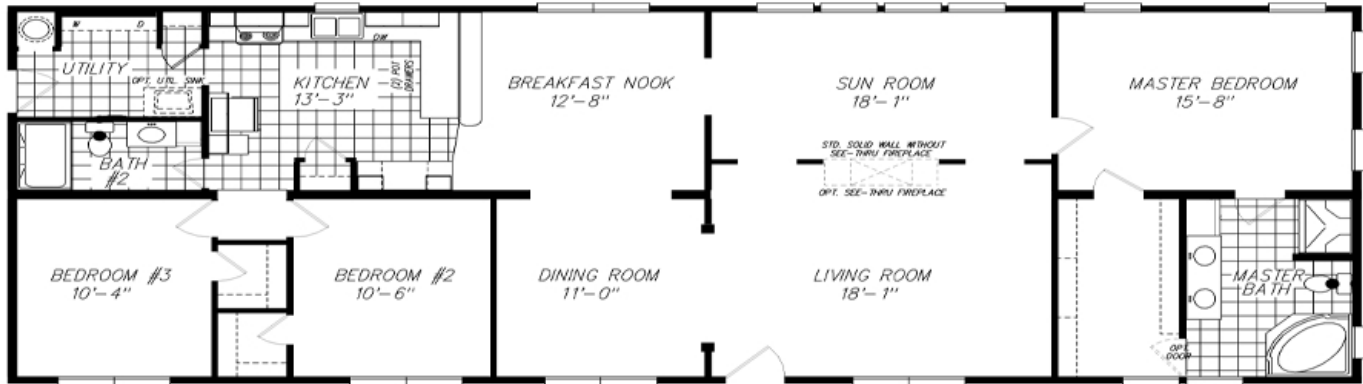 W D
UTILITY
OPT. UTIL. SINK
KITCHEN
13'-3"
DW
(2) POT
DRAWERS
BREAKFAST NOOK
12'-8"
SUN ROOM
18'-1"
MASTER BEDROOM
15'-8"
BATH
#2
STD. SOLID WALL WITHOUT
SEE-THRU FIREPLACE
OPT. SEE-THRU FIREPLACE
BEDROOM #3
10'-4"
BEDROOM #2
10'-6"
DINING ROOM
11'-0"
LIVING ROOM
18'-1"
MASTER
BATH
OPT.
DOOR